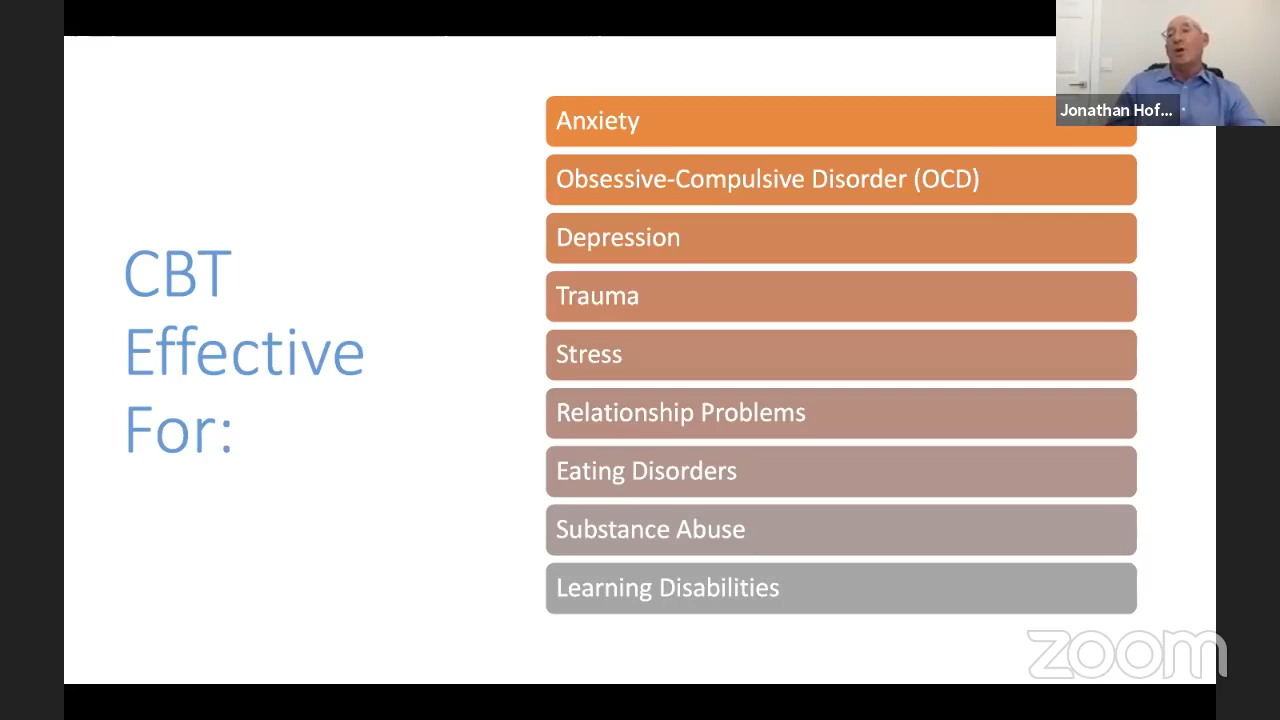 CBT
Effective
For:
Anxiety
Obsessive-Compulsive Disorder (OCD)
Depression
Trauma
Stress
Relationship Problems
Eating Disorders
Substance Abuse
Learning Disabilities
Jonathan Hof...
zoom